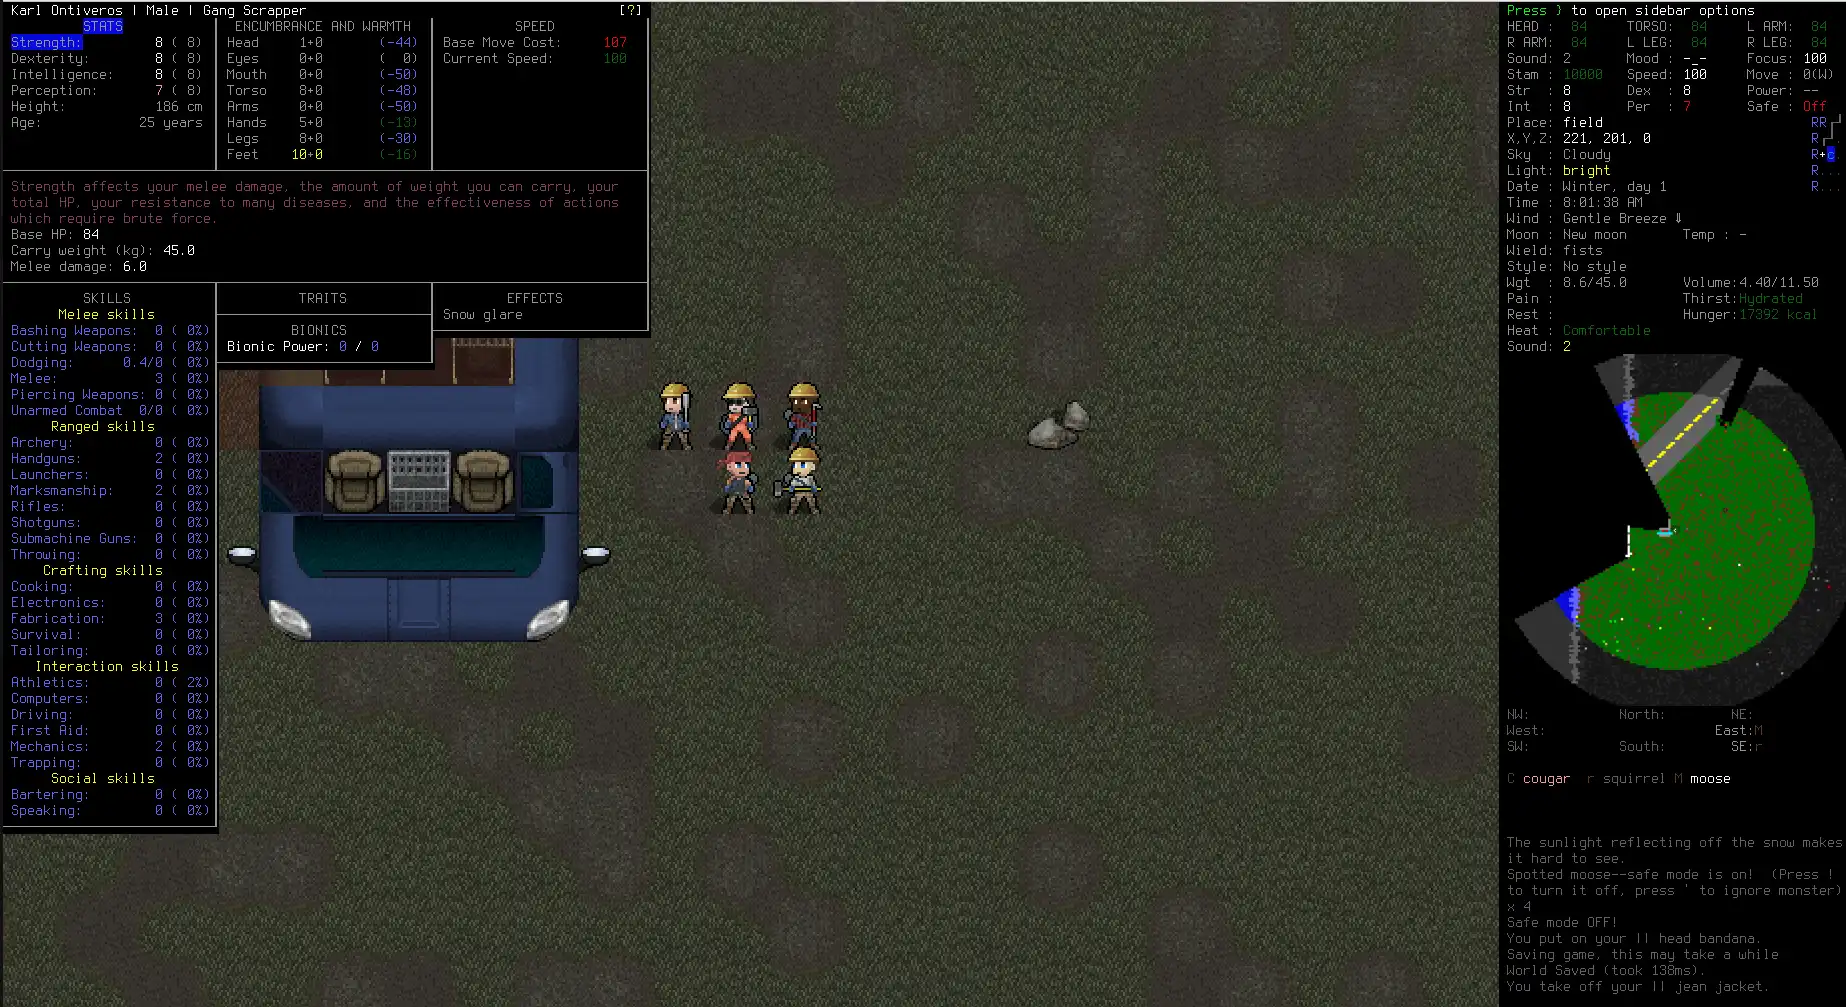 Karl Ontiveros | Male | Gang Scrapper [?]
STATS
Strength: 8 ( 8)
Dexterity: 8 ( 8)
Intelligence: 8 ( 8)
Perception: 7 ( 8)
Height: 186 cm
Age: 25 years
ENCUMBRANCE AND WARMTH
Head 1+0 (-44)
Eyes 0+0 ( 0)
Mouth 0+0 (-50)
Torso 8+0 (-48)
Arms 0+0 (-50)
Hands 5+0 (-13)
Legs 8+0 (-30)
Feet 10+0 (-16)
SPEED
Base Move Cost: 107
Current Speed: 100
Strength affects your melee damage, the amount of weight you can carry, your
total HP, your resistance to many diseases, and the effectiveness of actions
which require brute force.
Base HP: 84
Carry weight (kg): 45.0
Melee damage: 6.0
SKILLS
Melee skills
Bashing Weapons: 0 ( 0%)
Cutting Weapons: 0 ( 0%)
Dodging: 0.4/0 ( 0%)
Melee: 3 ( 0%)
Piercing Weapons: 0 ( 0%)
Unarmed Combat 0/0 ( 0%)
Ranged skills
Archery: 0 ( 0%)
Handguns: 2 ( 0%)
Launchers: 0 ( 0%)
Marksmanship: 2 ( 0%)
Rifles: 0 ( 0%)
Shotguns: 0 ( 0%)
Submachine Guns: 0 ( 0%)
Throwing: 0 ( 0%)
Crafting skills
Cooking: 0 ( 0%)
Electronics: 0 ( 0%)
Fabrication: 3 ( 0%)
Survival: 0 ( 0%)
Tailoring: 0 ( 0%)
Interaction skills
Athletics: 0 ( 2%)
Computers: 0 ( 0%)
Driving: 0 ( 0%)
First Aid: 0 ( 0%)
Mechanics: 2 ( 0%)
Trapping: 0 ( 0%)
Social skills
Bartering: 0 ( 0%)
Speaking: 0 ( 0%)
TRAITS
BIONICS
Bionic Power: 0 / 0
EFFECTS
Snow glare
Press } to open sidebar options
HEAD : 84 TORSO: 84 L ARM: 84
R ARM: 84 L LEG: 84 R LEG: 84
Sound: 2 Mood : -_- Focus: 100
Stam : 10000 Speed: 100 Move : 0(W)
Str : 8 Dex : 8 Power: --
Int : 8 Per : 7 Safe : Off
Place: field RR
X,Y,Z: 221, 201, 0 R
Sky : Cloudy R+c
Light: bright R...
Date : Winter, day 1 R...
Time : 8:01:38 AM
Wind : Gentle Breeze ⇓
Moon : New moon Temp : -
Wield: fists
Style: No style
Wgt : 8.6/45.0 Volume:4.40/11.50
Pain : Thirst:Hydrated
Rest : Hunger:17392 kcal
Heat : Comfortable
Sound: 2
NW: North: NE:
West: East:M
SW: South: SE:r
C cougar r squirrel M moose
The sunlight reflecting off the snow makes
it hard to see.
Spotted moose--safe mode is on! (Press !
to turn it off, press ' to ignore monster)
x 4
Safe mode OFF!
You put on your || head bandana.
Saving game, this may take a while
World Saved (took 138ms).
You take off your || jean jacket.